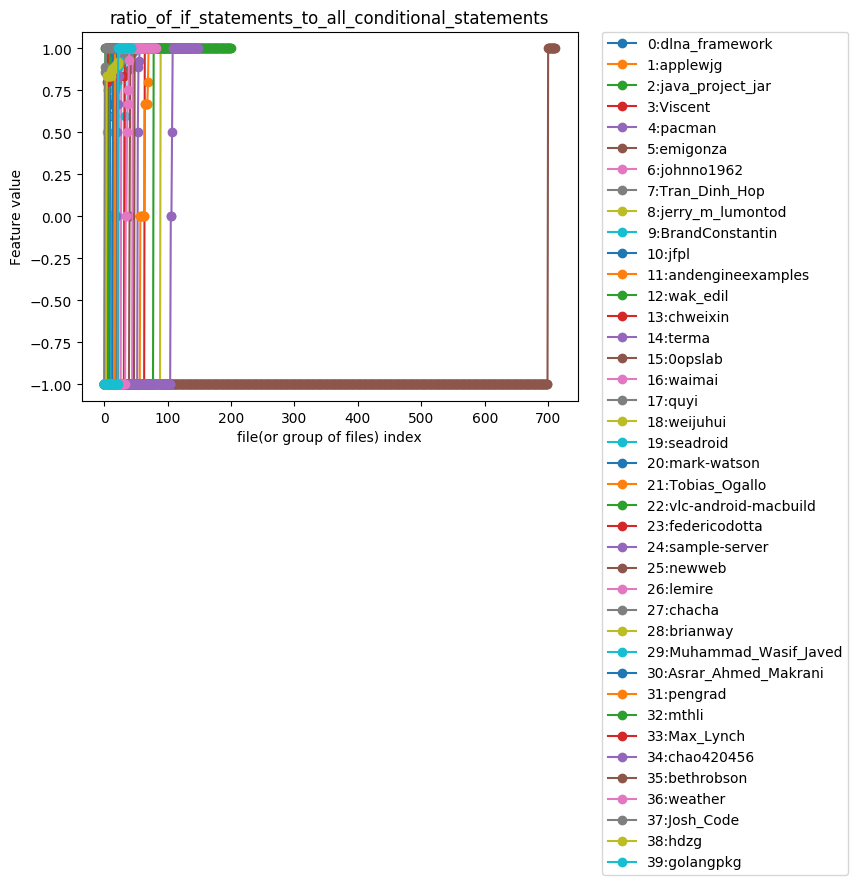 ratio_of_if_statements_to_all_conditional_statements
1.00
0.75
0.50
0.25
0.00
−0.25
−0.50
−0.75
−1.00
Feature value
0 100 200 300 400 500 600 700
file(or group of files) index
0:dlna_framework
1:applewjg
2:java_project_jar
3:Viscent
4:pacman
5:emigonza
6:johnno1962
7:Tran_Dinh_Hop
8:jerry_m_lumontod
9:BrandConstantin
10:jfpl
11:andengineexamples
12:wak_edil
13:chweixin
14:terma
15:0opslab
16:waimai
17:quyi
18:weijuhui
19:seadroid
20:mark-watson
21:Tobias_Ogallo
22:vlc-android-macbuild
23:federicodotta
24:sample-server
25:newweb
26:lemire
27:chacha
28:brianway
29:Muhammad_Wasif_Javed
30:Asrar_Ahmed_Makrani
31:pengrad
32:mthli
33:Max_Lynch
34:chao420456
35:bethrobson
36:weather
37:Josh_Code
38:hdzg
39:golangpkg